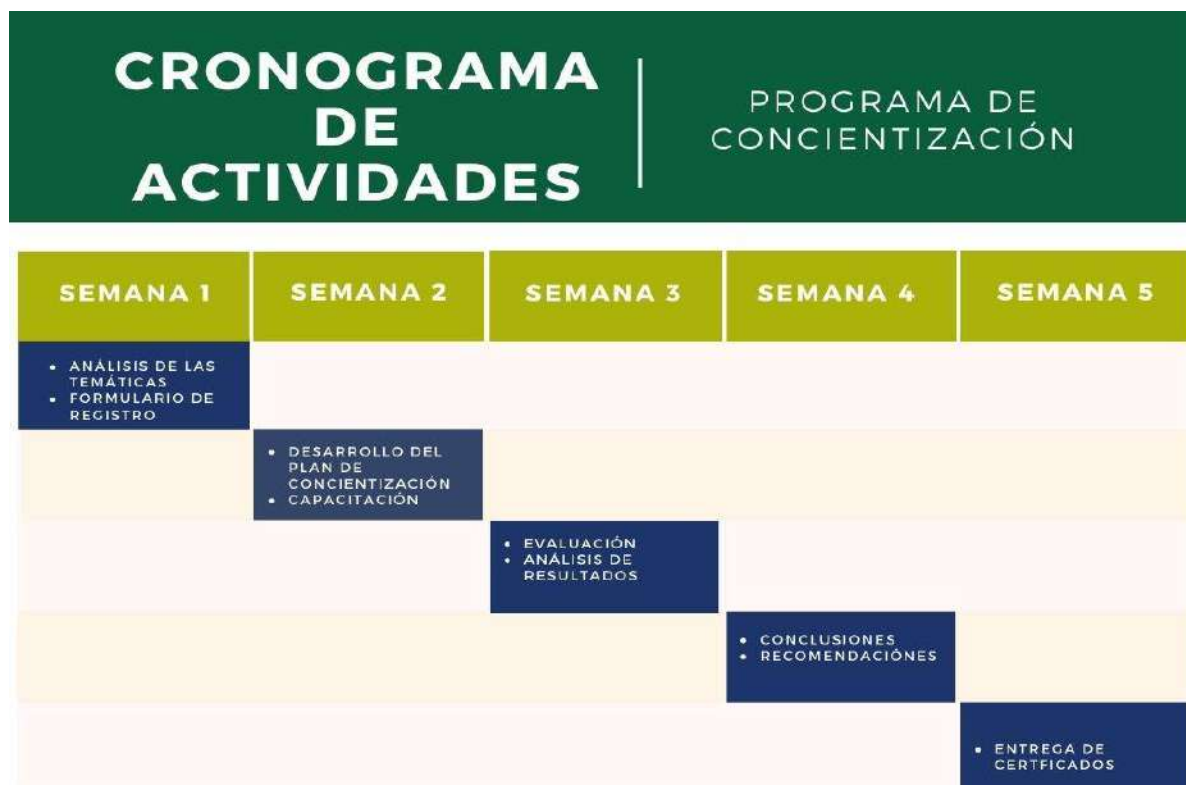 CRONOGRAMA
DE
ACTIVIDADES
PROGRAMA DE
CONCIENTIZACIÓN
SEMANA 1
SEMANA 2
SEMANA 3
SEMANA 4
SEMANA 5
• ANÁLISIS DE LAS
TEMÁTICAS
• FORMULARIO DE
REGISTRO
• DESARROLLO DEL
PLAN DE
CONCIENTIZACIÓN
• CAPACITACIÓN
• EVALUACIÓN
• ANÁLISIS DE
RESULTADOS
• CONCLUSIONES
• RECOMENDACIÓNES
• ENTREGA DE
CERTFICADOS